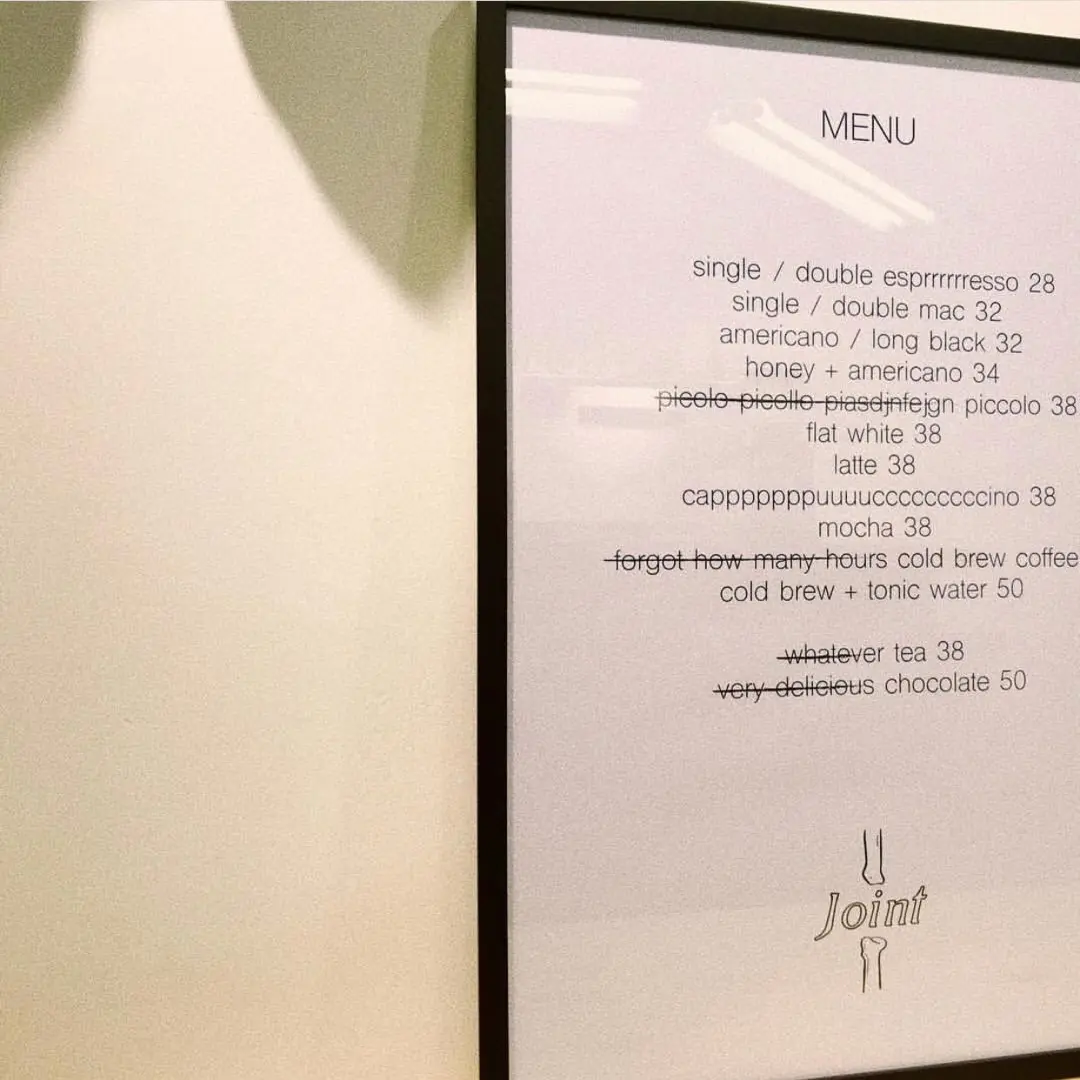 MENU
single / double esprrrrrresso 28
single / double mac 32
americano / long black 32
honey + americano 34
picolo picollo piasdjnfejgn piccolo 38
flat white 38
latte 38
capppppppuuuucccccccccino 38
mocha 38
forgot how many hours cold brew coffee
cold brew + tonic water 50
whatever tea 38
very delicious chocolate 50
Joint